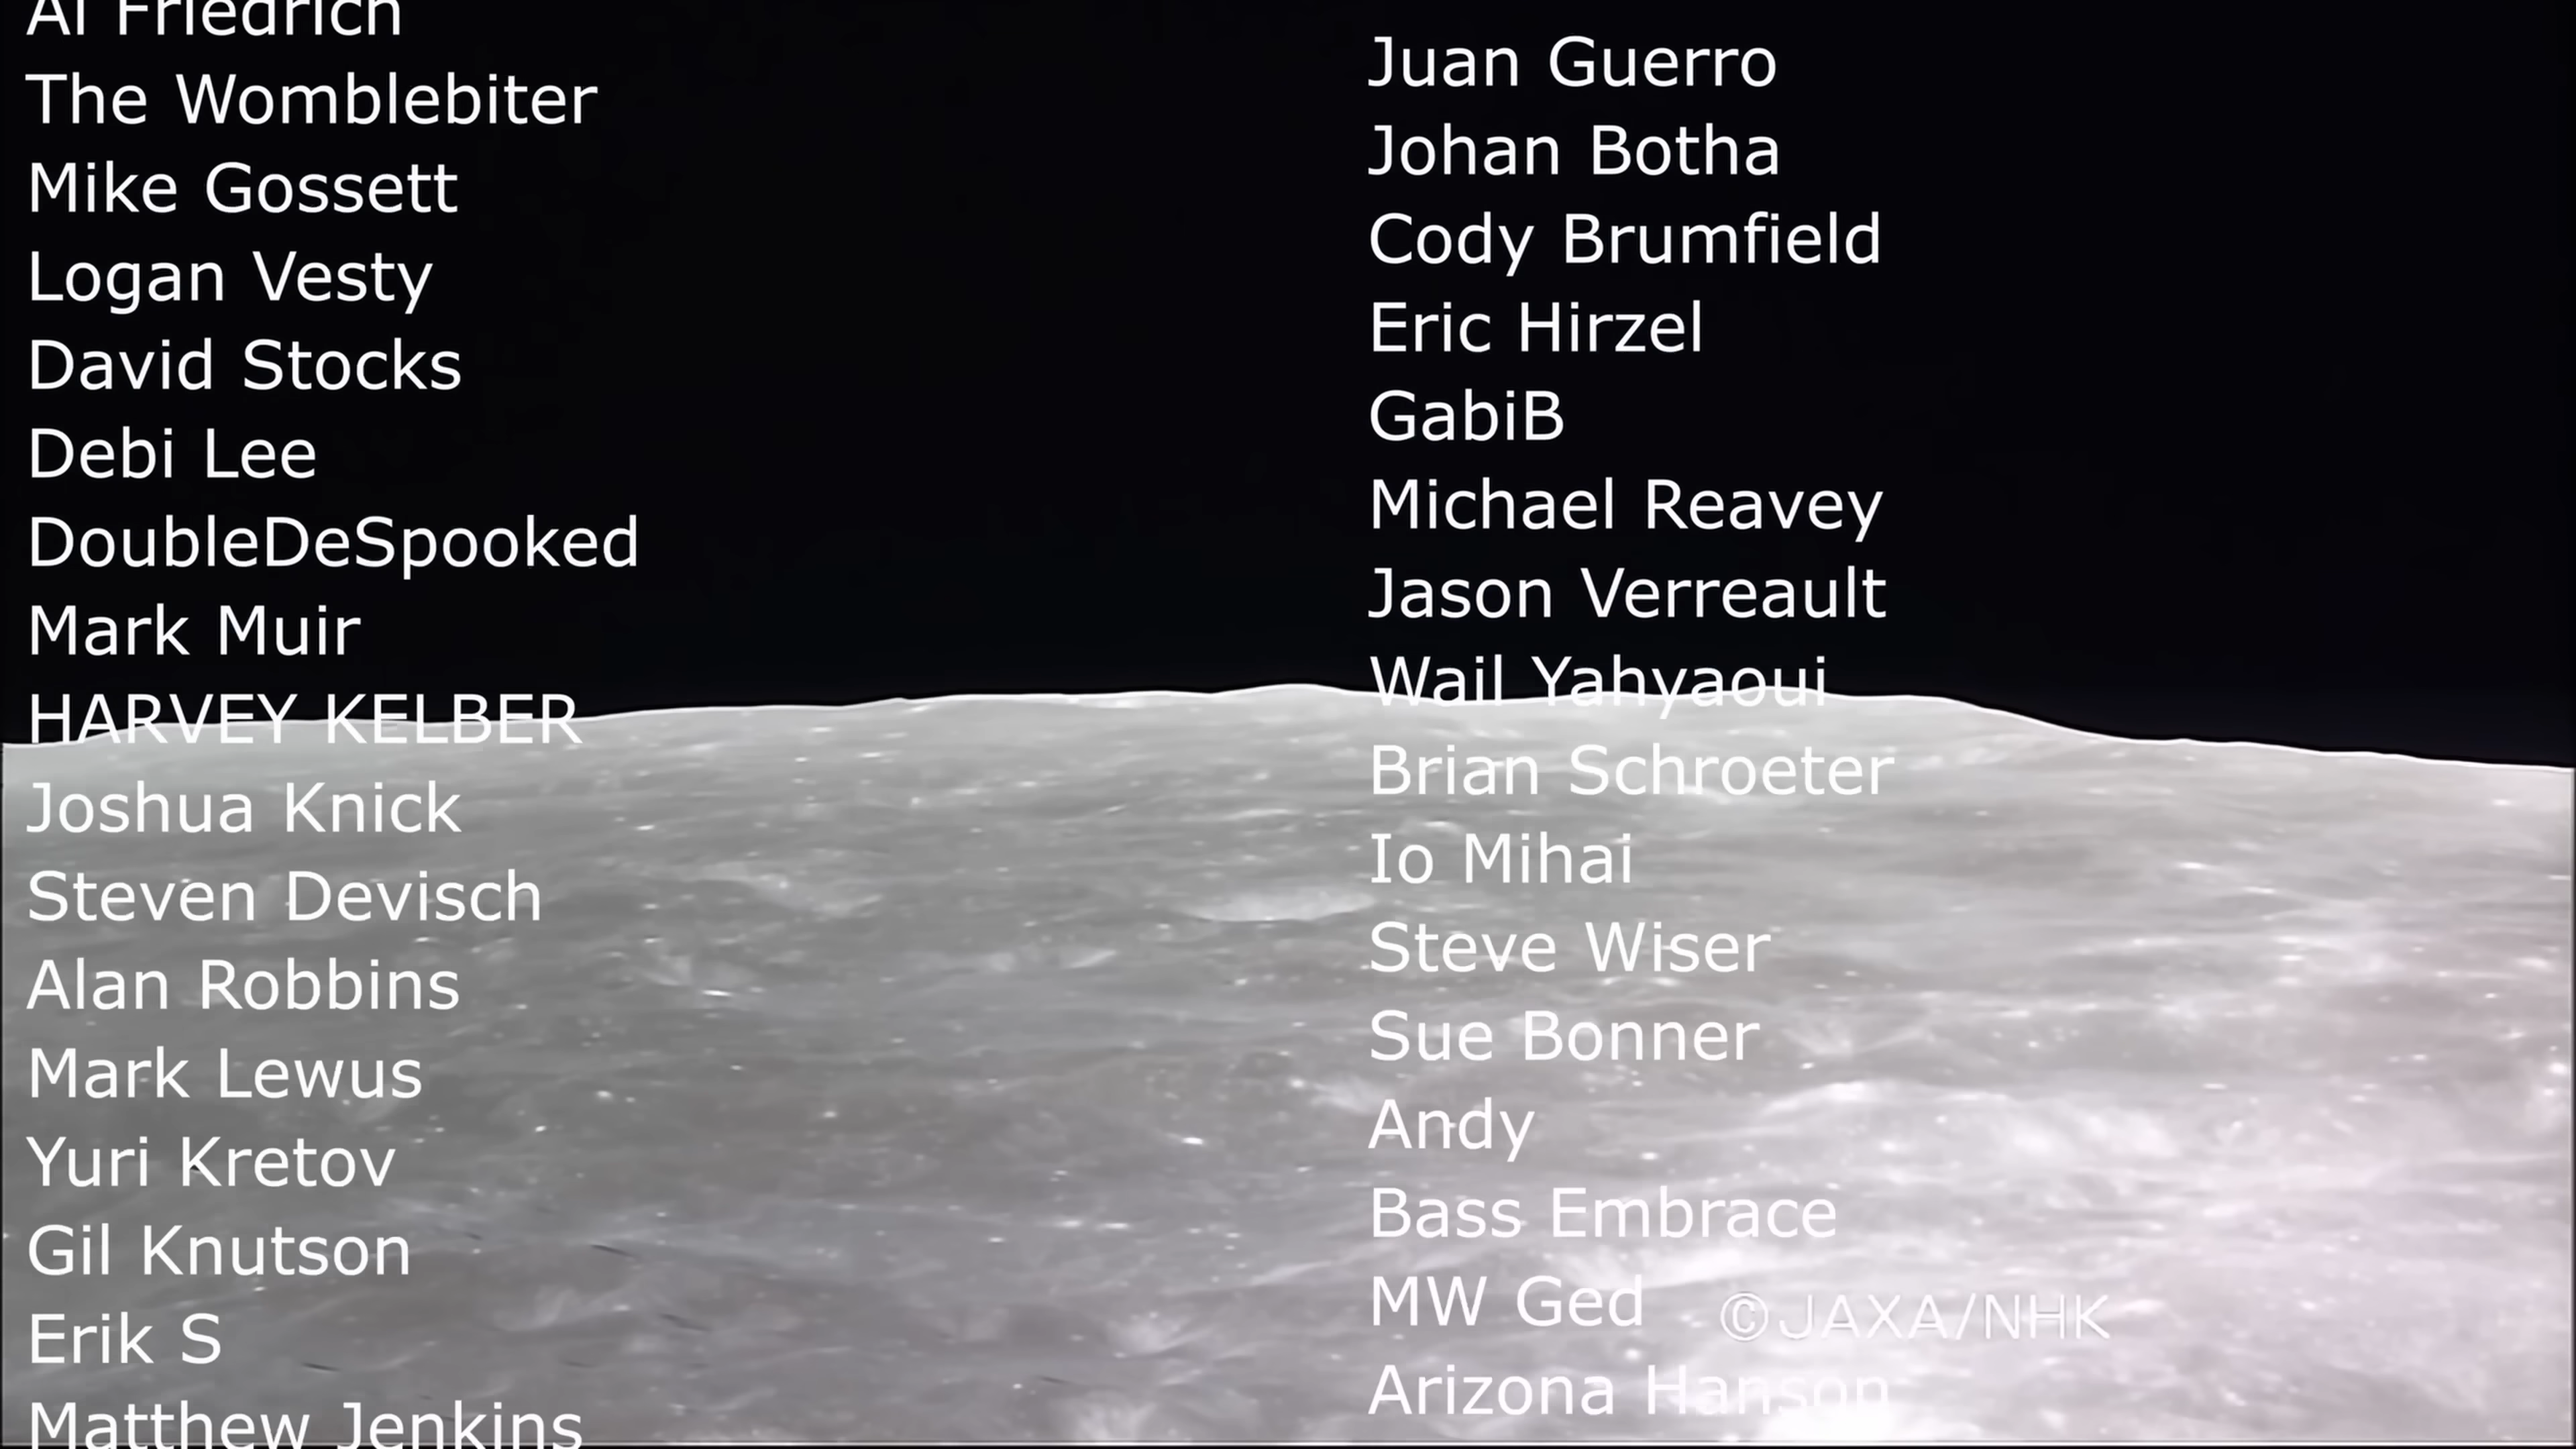 Al Friedrich
The Womblebiter
Mike Gossett
Logan Vesty
David Stocks
Debi Lee
DoubleDeSpooked
Mark Muir
HARVEY KELBER
Joshua Knick
Steven Devisch
Alan Robbins
Mark Lewus
Yuri Kretov
Gil Knutson
Erik S
Matthew Jenkins
Juan Guerro
Johan Botha
Cody Brumfield
Eric Hirzel
GabiB
Michael Reavey
Jason Verreault
Wail Yahyaoui
Brian Schroeter
Io Mihai
Steve Wiser
Sue Bonner
Andy
Bass Embrace
MW Ged
©JAXA/NHK
Arizona Hanson